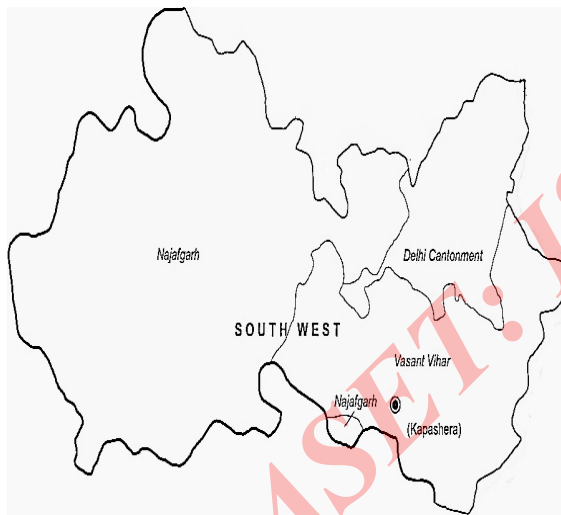 Najafgarh
Delhi Cantonment
SOUTH WEST
Vasant Vihar
Najafgarh
(Kapashera)